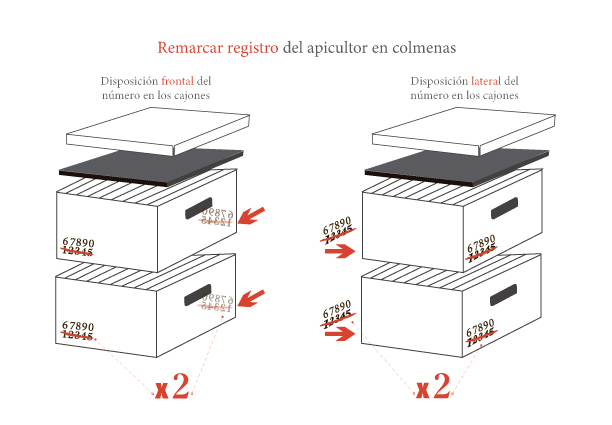 Remarcar registro del apicultor en colmenas
Disposición frontal del
número en los cajones
67890
12345
67890
12345
67890
12345
67890
12345
x2
Disposición lateral del
número en los cajones
67890
12345
67890
12345
67890
12345
67890
12345
x2